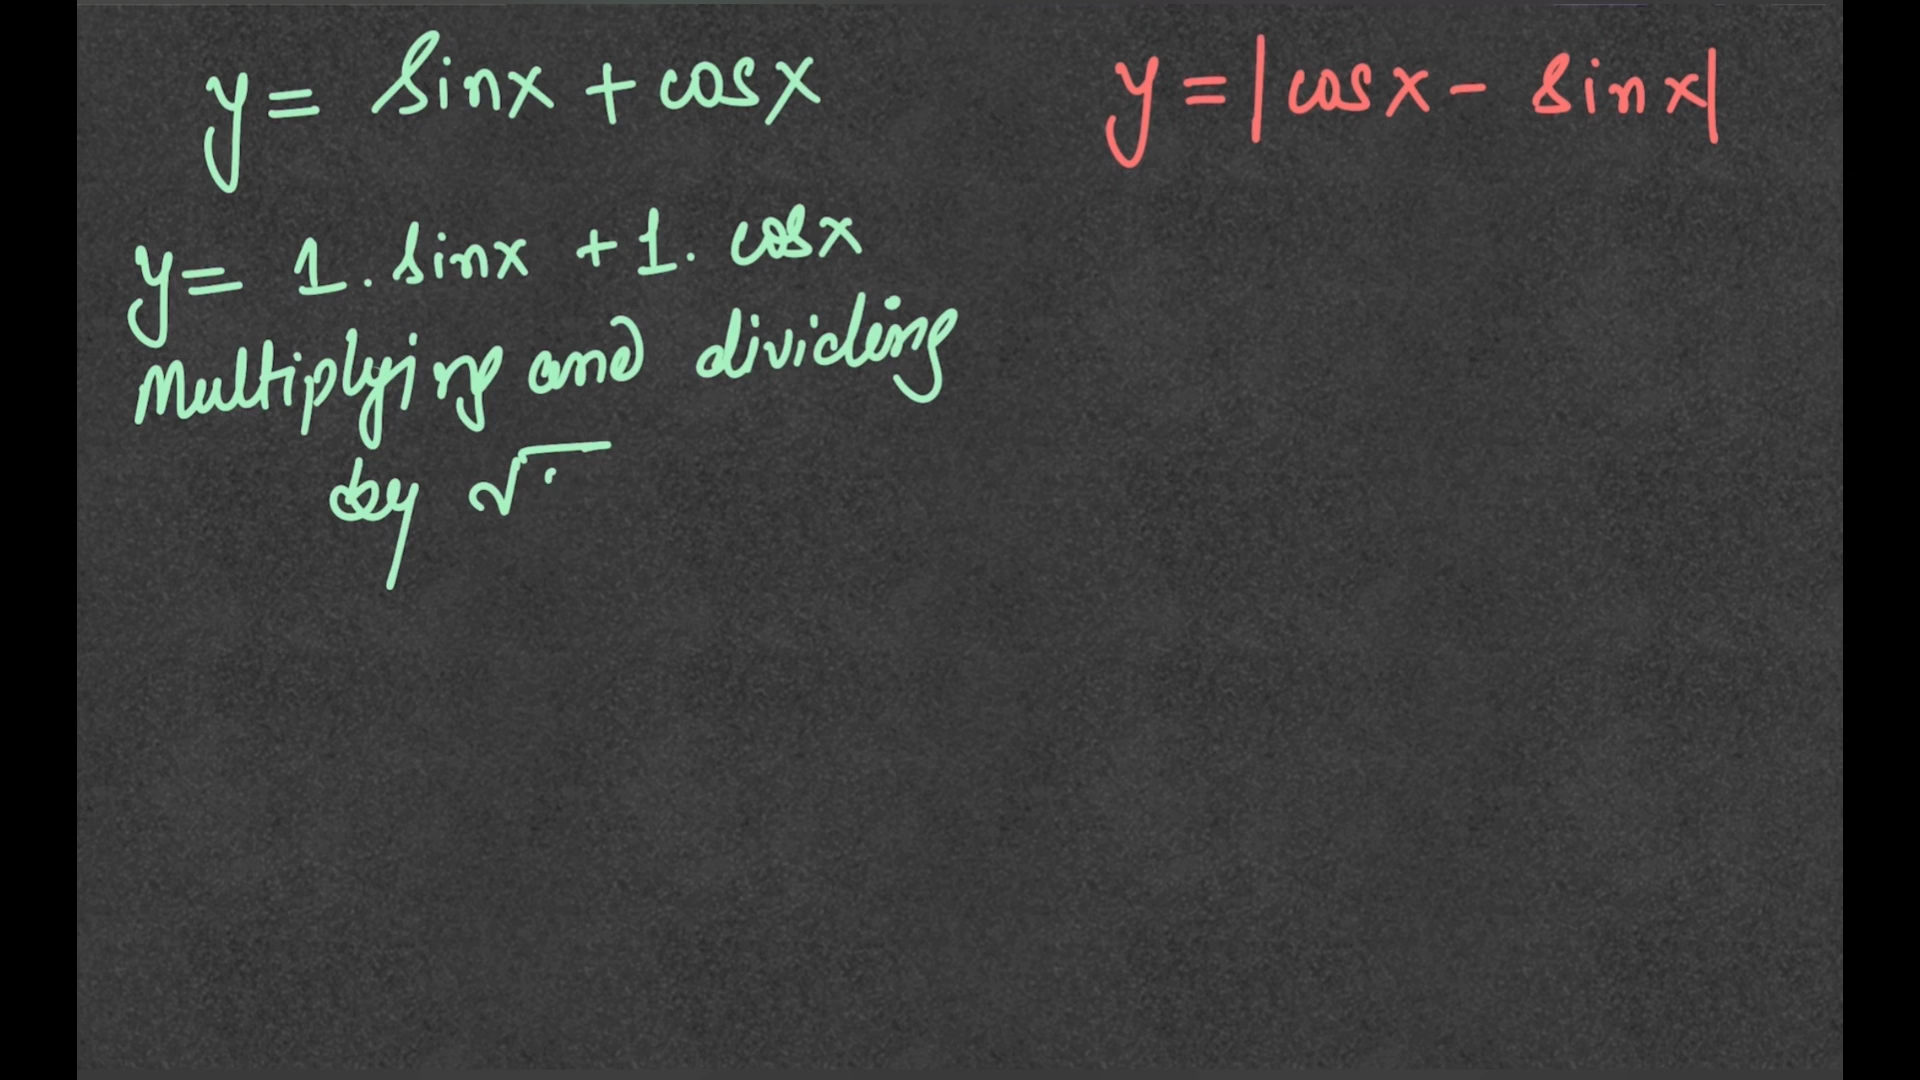 y = sinx + cosx
y = 1. sinx + 1. cosx
Multiplying and dividing
by √
y = |cosx - sinx|